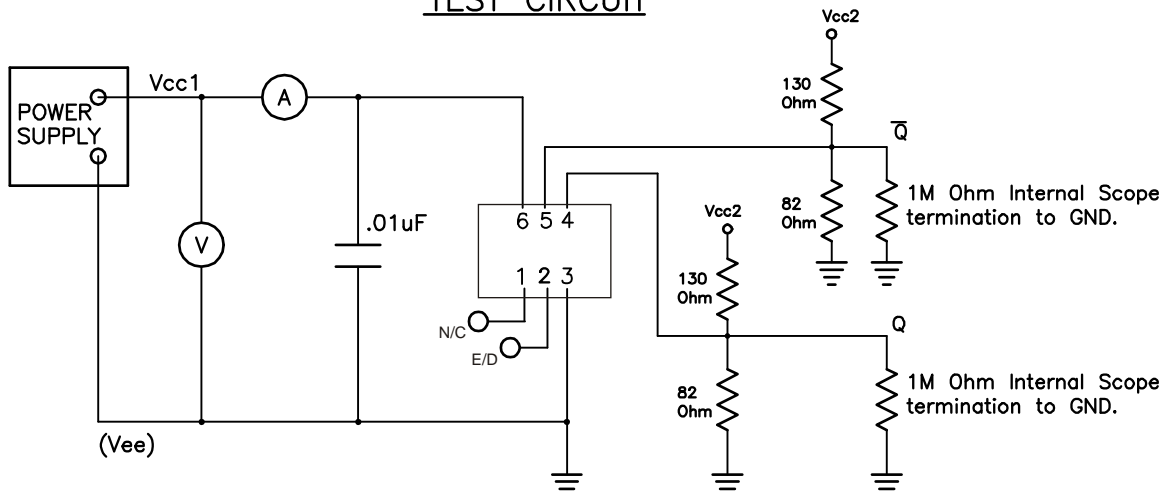 TEST CIRCUIT
Vcc2
130
Ohm
Vcc1
A
POWER
SUPPLY
Q
82
Ohm
1M Ohm Internal Scope
termination to GND.
.01uF
V
6 5 4
1 2 3
Vcc2
130
Ohm
N/C
E/D
Q
82
Ohm
1M Ohm Internal Scope
termination to GND.
(Vee)